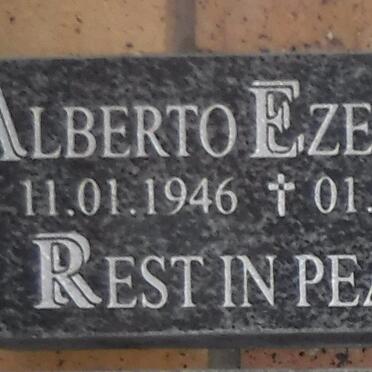 ALBERTO EZE
11.01.1946 † 01.
REST IN PEA